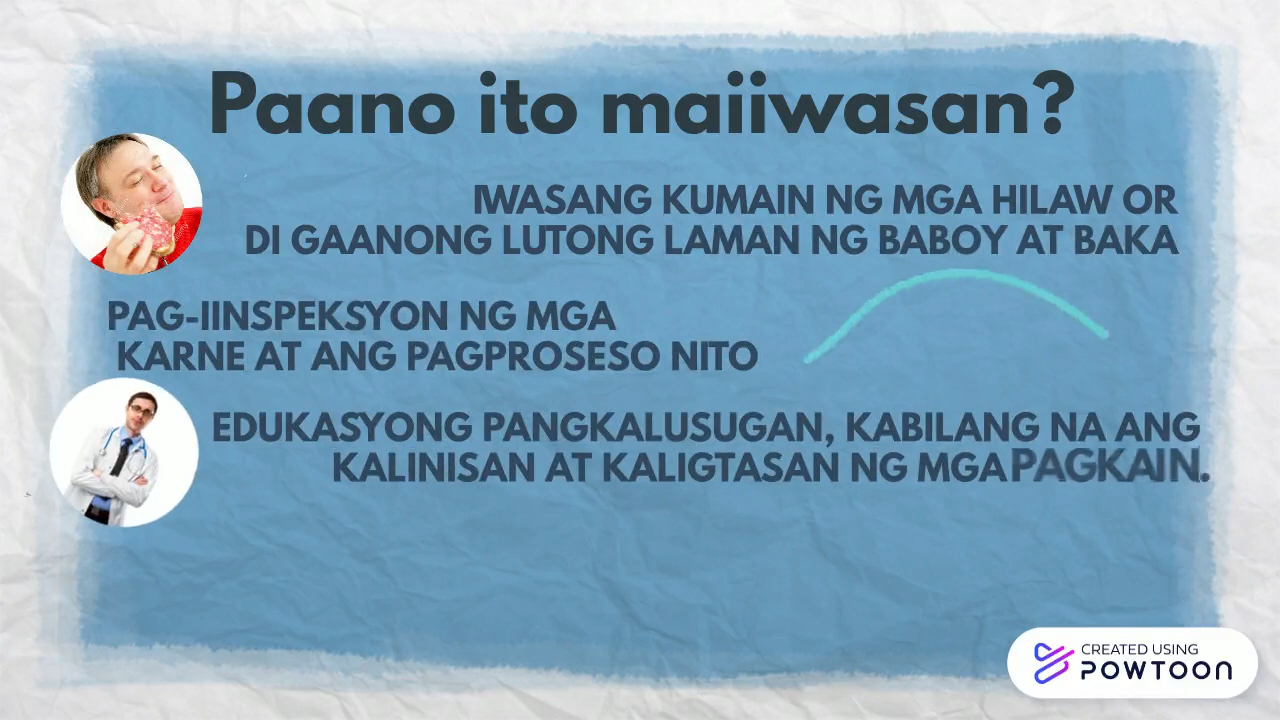 Paano ito maiiwasan?
IWASANG KUMAIN NG MGA HILAW OR
DI GAANONG LUTONG LAMAN NG BABOY AT BAKA
PAG-IINSPEKSYON NG MGA
KARNE AT ANG PAGPROSESO NITO
EDUKASYONG PANGKALUSUGAN, KABILANG NA ANG
KALINISAN AT KALIGTASAN NG MGA PAGKAIN.
CREATED USING
POWTOON